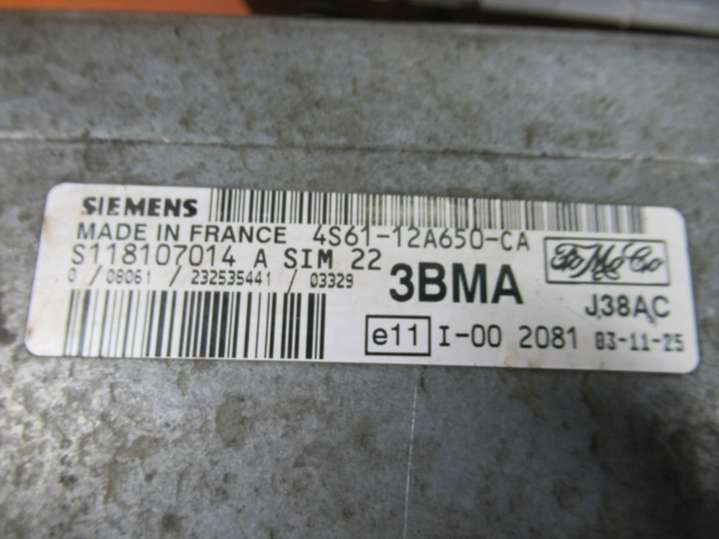 SIEMENS
MADE IN FRANCE 4S61-12A650-CA
S118107014 A SIM 22
0 / 08061 / 232535441 / 03329
3BMA
FoMoCo
J38AC
e11 I-00 2081 03-11-25